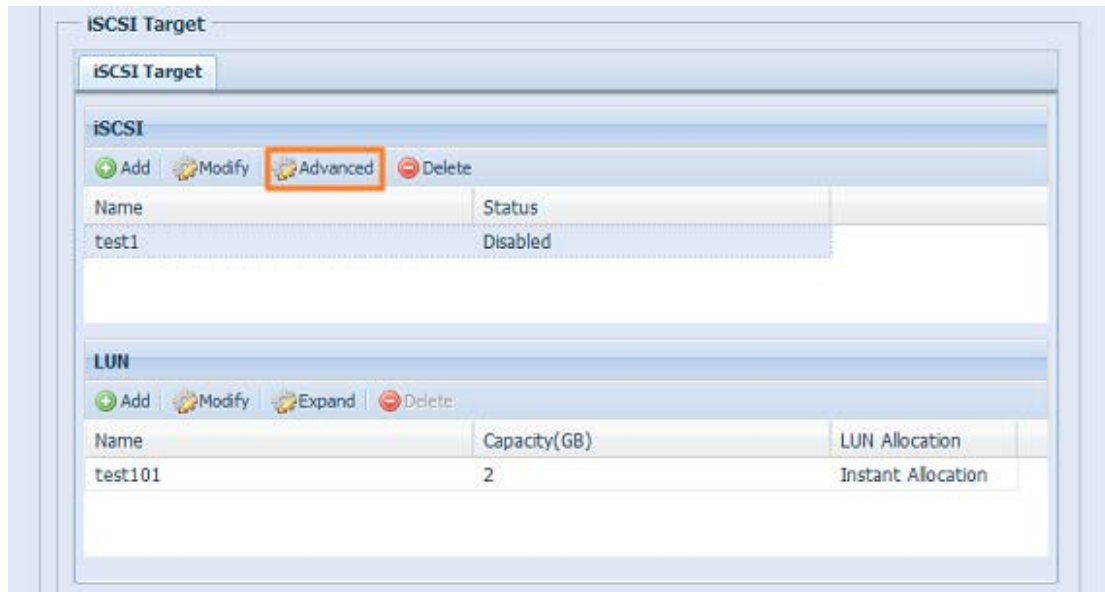 iSCSI Target
iSCSI Target
iSCSI
Add Modify Advanced Delete
Name Status
test1 Disabled
LUN
Add Modify Expand Delete
Name Capacity(GB) LUN Allocation
test101 2 Instant Allocation